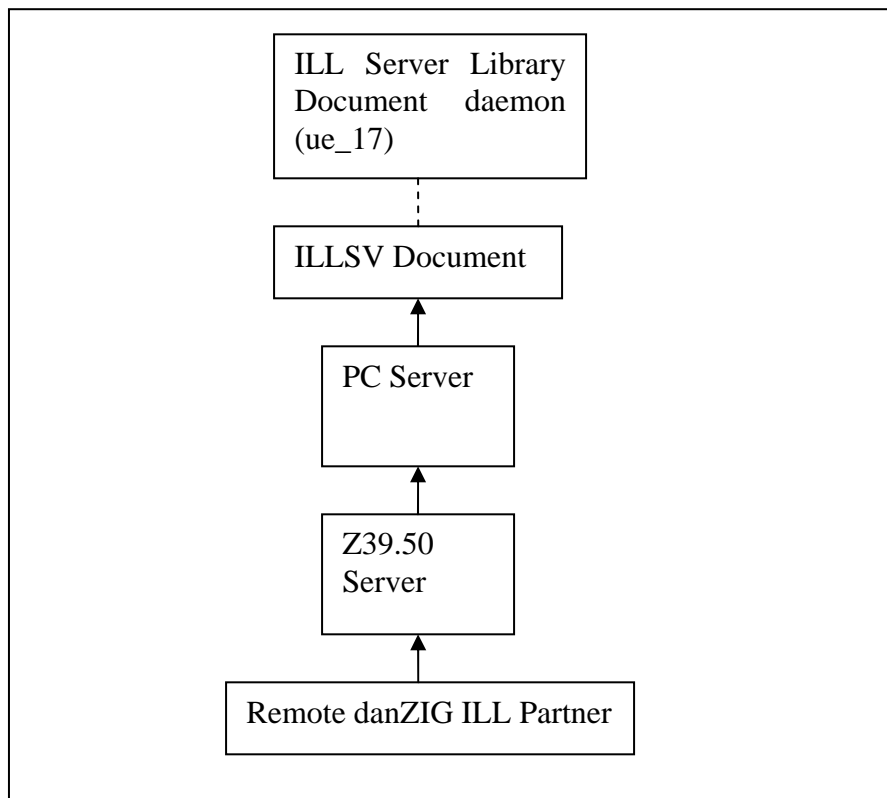 ILL Server Library
Document daemon
(ue_17)
ILLSV Document
PC Server
Z39.50
Server
Remote danZIG ILL Partner